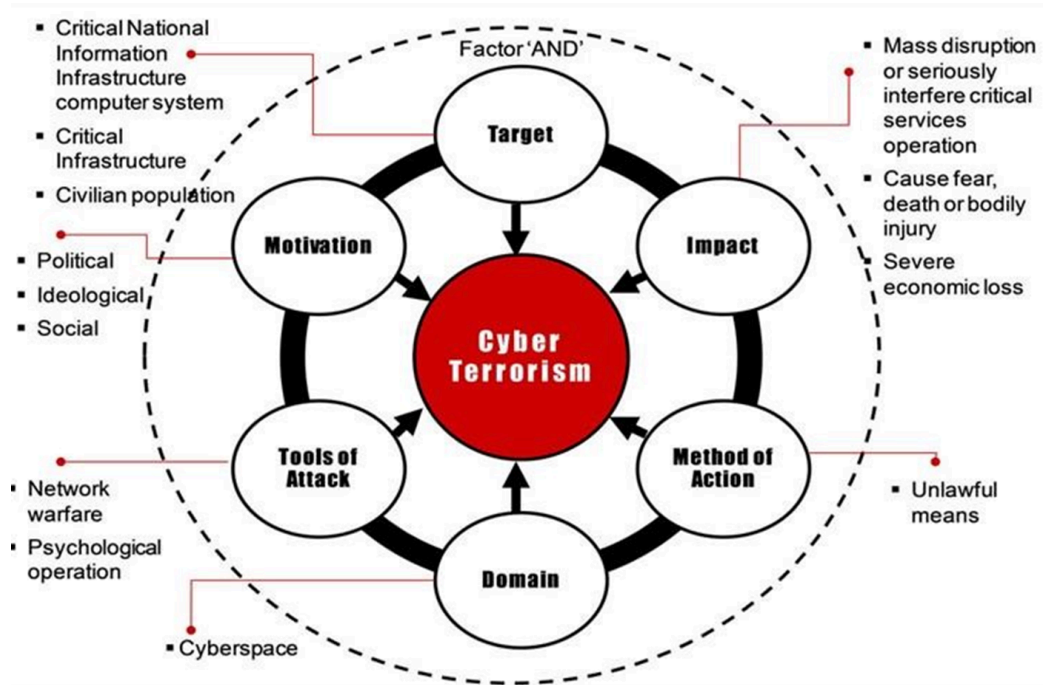 ▪ Critical National
Information
Infrastructure
computer system
▪ Critical
Infrastructure
▪ Civilian population
Factor ‘AND’
▪ Mass disruption
or seriously
interfere critical
services
operation
▪ Cause fear,
death or bodily
injury
▪ Severe
economic loss
Target
Motivation
Impact
▪ Political
▪ Ideological
▪ Social
Cyber
Terrorism
Tools of
Attack
Method of
Action
▪ Network
warfare
▪ Psychological
operation
▪ Unlawful
means
Domain
▪ Cyberspace